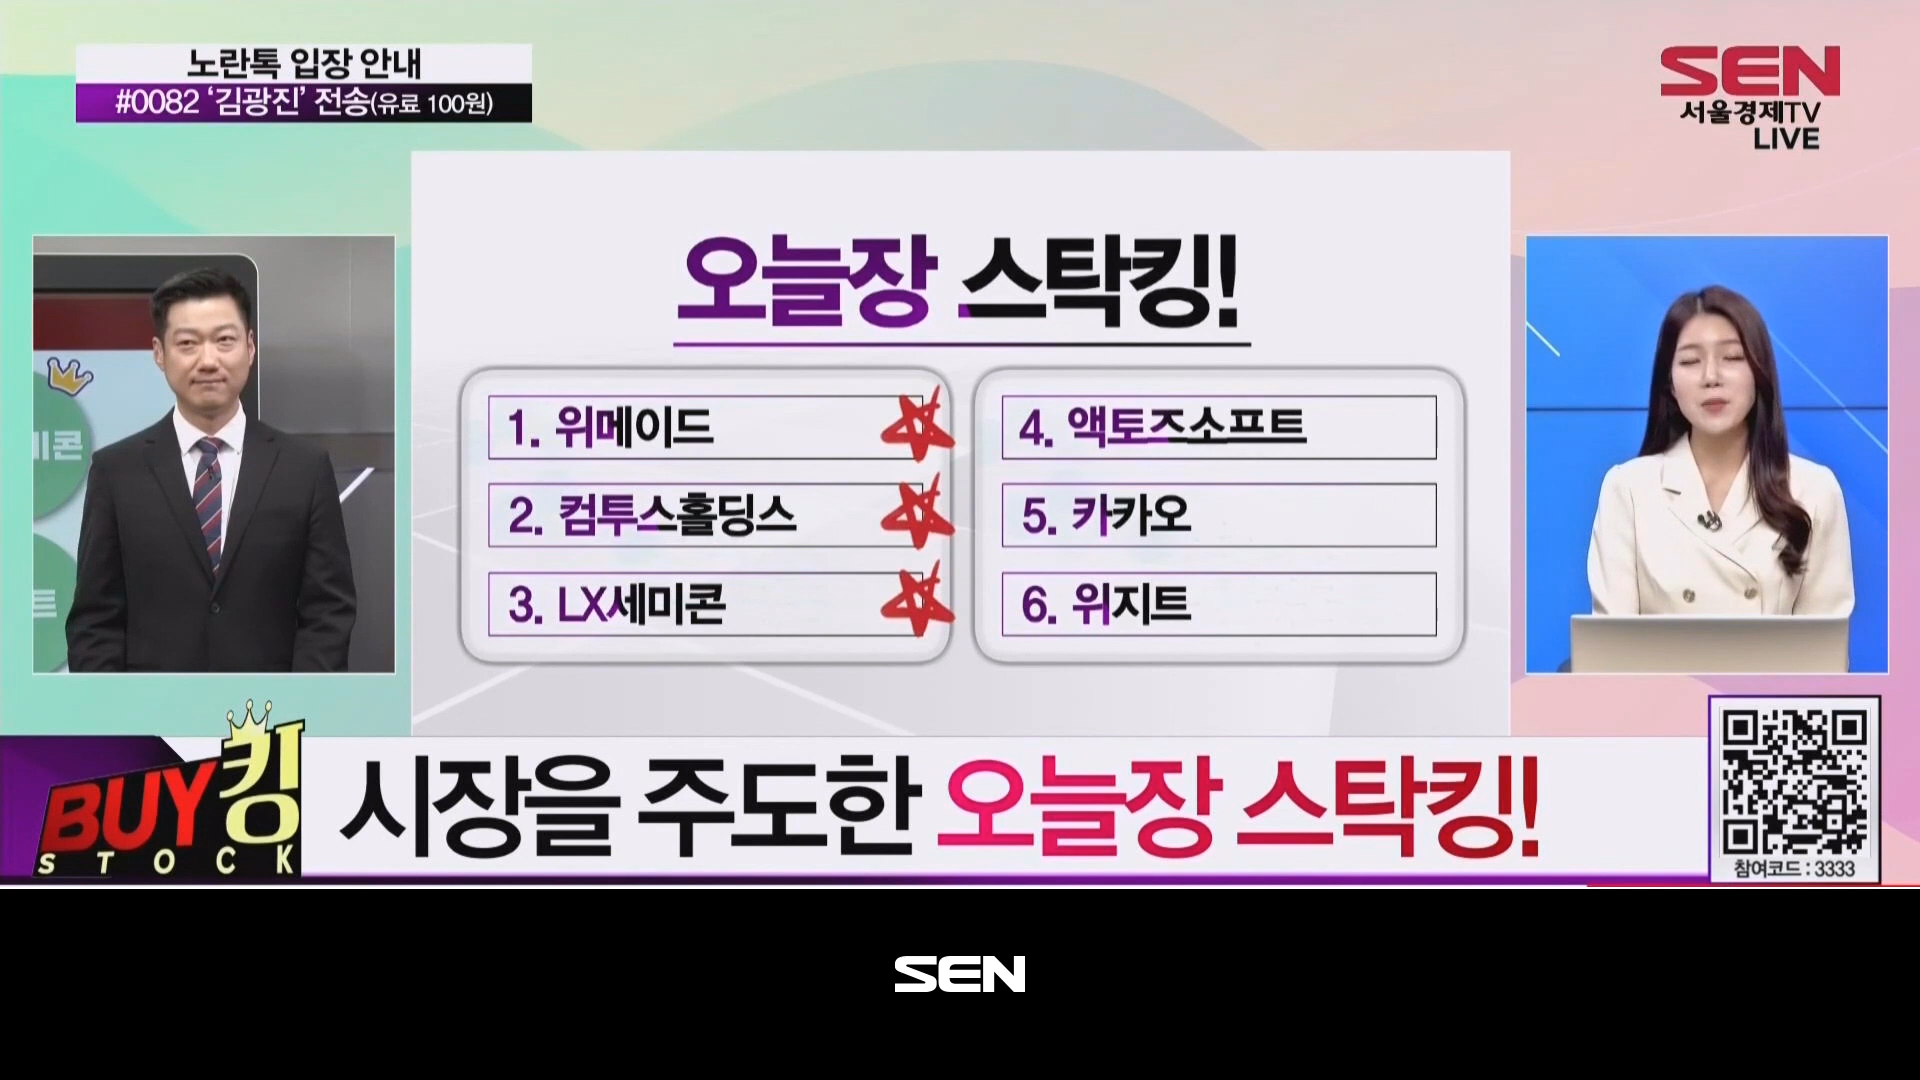 노란톡 입장 안내
#0082 ‘김광진’ 전송(유료 100원)
SEN
서울경제TV
LIVE
오늘장 스탁킹!
1. 위메이드
2. 컴투스홀딩스
3. LX세미콘
4. 액토즈소프트
5. 카카오
6. 위지트
미콘
트
BUY킹
STOCK
시장을 주도한 오늘장 스탁킹!
참여코드 : 3333
SEN